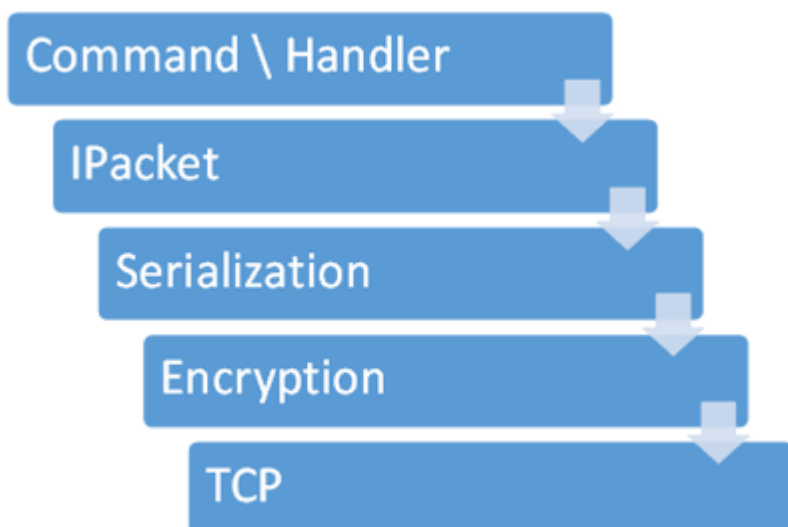 Command \ Handler
IPacket
Serialization
Encryption
TCP